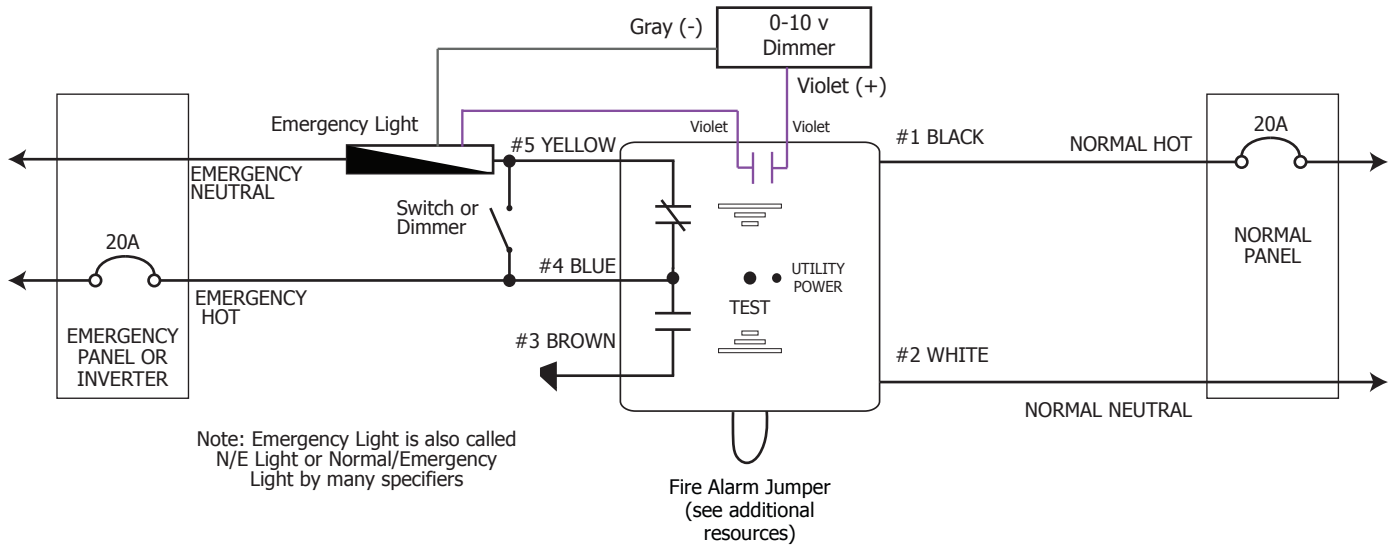 Gray (-)
0-10 v
Dimmer
Violet (+)
Emergency Light
Violet
Violet
#5 YELLOW
#1 BLACK
NORMAL HOT
20A
EMERGENCY
NEUTRAL
Switch or
Dimmer
20A
#4 BLUE
UTILITY
POWER
TEST
NORMAL
PANEL
EMERGENCY
HOT
EMERGENCY
PANEL OR
INVERTER
#3 BROWN
#2 WHITE
NORMAL NEUTRAL
Note: Emergency Light is also called
N/E Light or Normal/Emergency
Light by many specifiers
Fire Alarm Jumper
(see additional
resources)